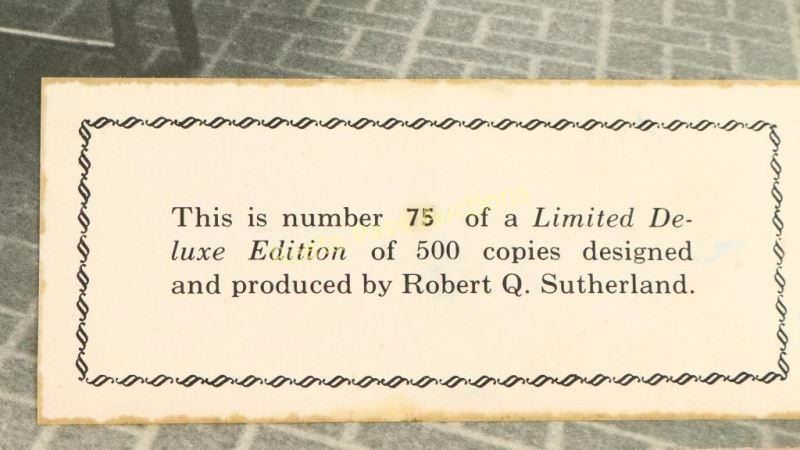 This is number 75 of a Limited De-
luxe Edition of 500 copies designed
and produced by Robert Q. Sutherland.